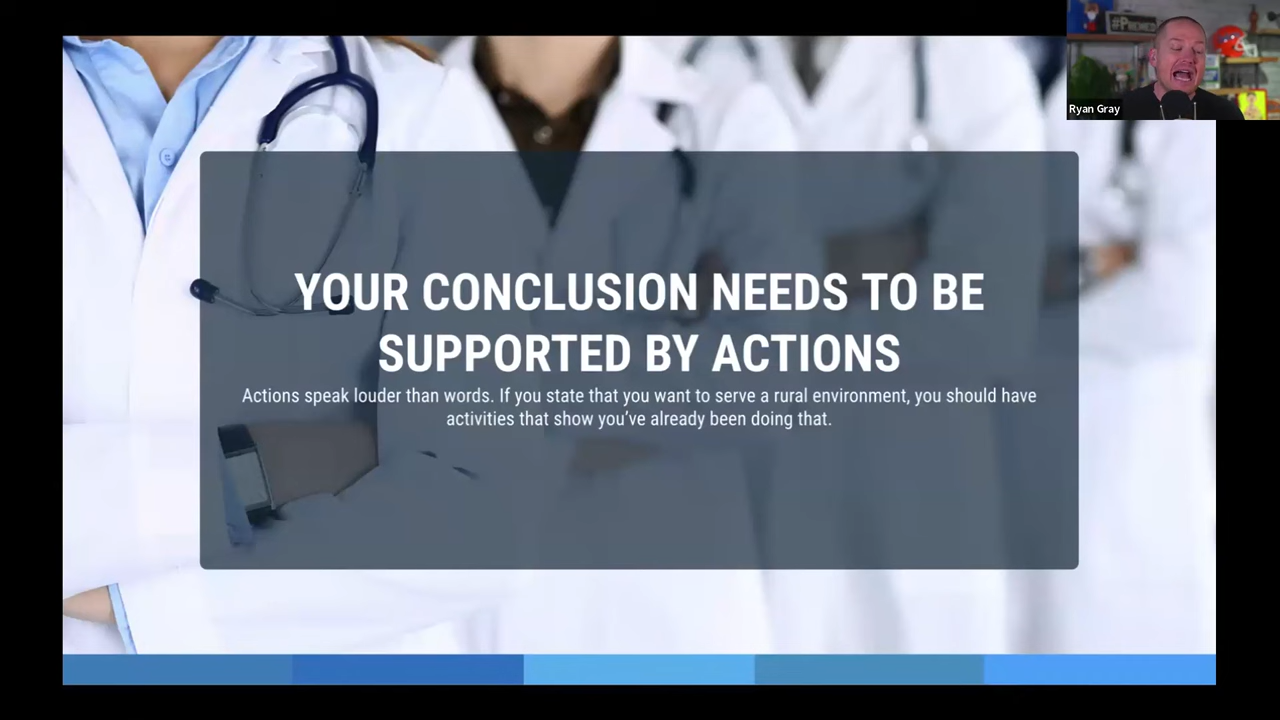 #PREMED
Ryan Gray
YOUR CONCLUSION NEEDS TO BE
SUPPORTED BY ACTIONS
Actions speak louder than words. If you state that you want to serve a rural environment, you should have
activities that show you’ve already been doing that.